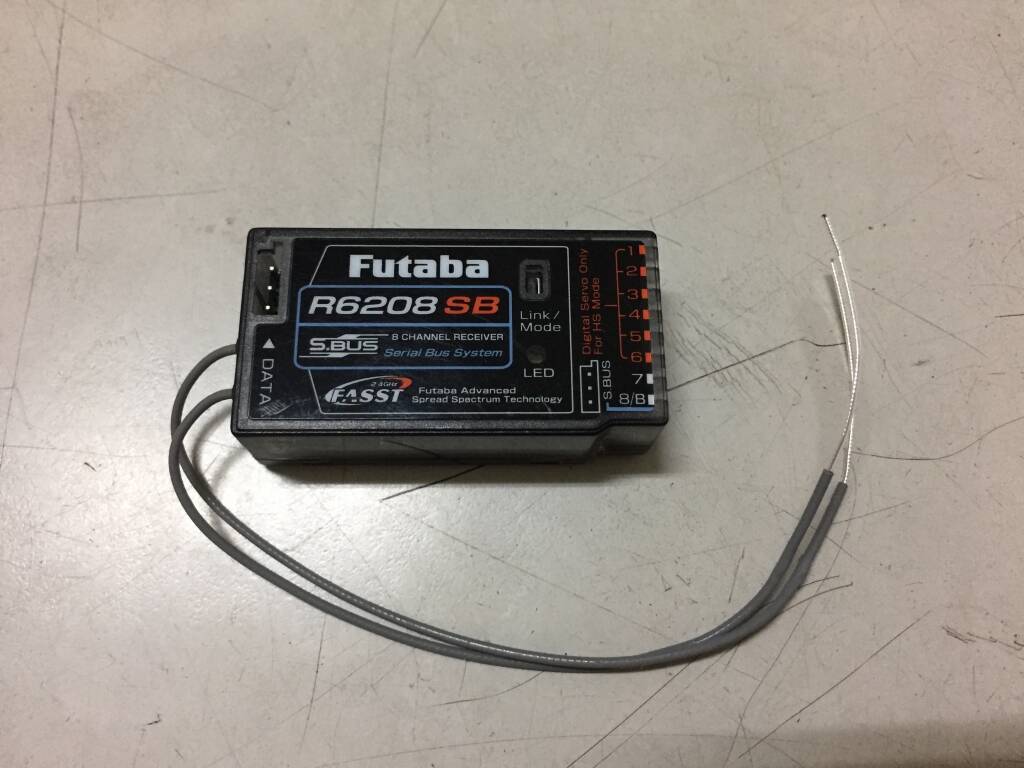 Futaba
R6208 SB
S.BUS 8 CHANNEL RECEIVER
Serial Bus System
2.4GHz
FASST
Futaba Advanced
Spread Spectrum Technology
▲ DATA
Link /
Mode
LED
Digital Servo Only
For HS Mode
S.BUS
1
2
3
4
5
6
7
8/B